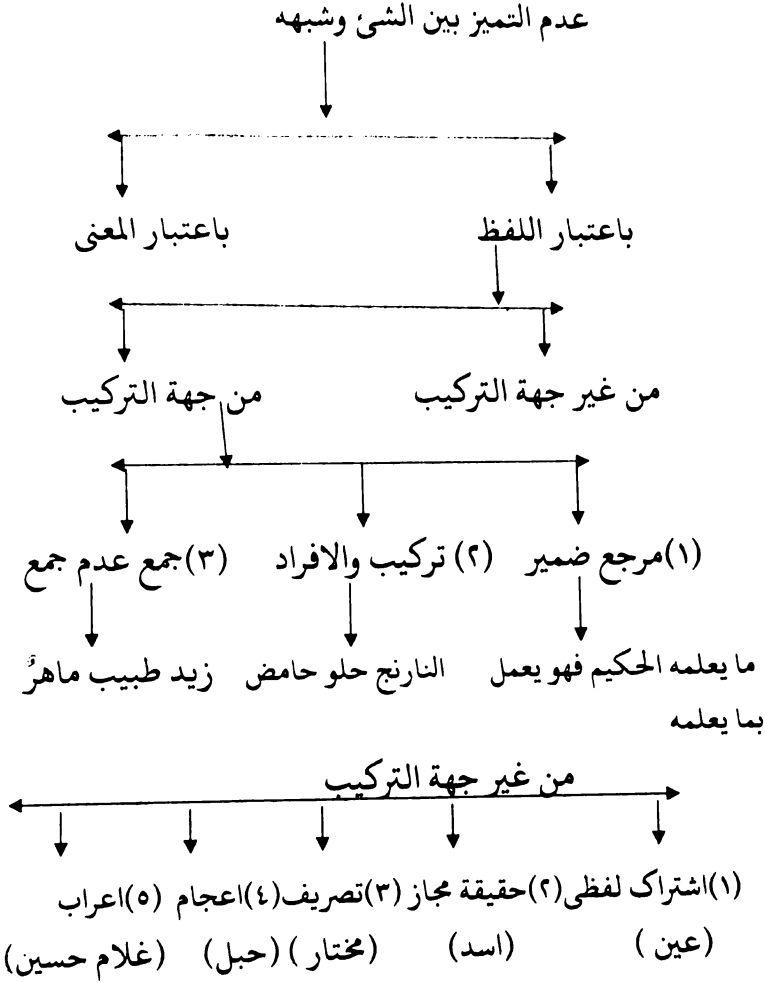 عدم التميز بين الشئ وشبهه
باعتبار اللفظ باعتبار المعنى
من غير جهة التركيب من جهة التركيب
(١)مرجع ضمير (٢) تركيب والافراد (٣)جمع عدم جمع
ما يعلمه الحكيم فهو يعمل النارنج حلو حامض زيد طبيب ماهرٌ
بما يعلمه
من غير جهة التركيب
(١)اشتراك لفظى (٢)حقيقة مجاز (٣)تصريف (٤)اعجام (٥)اعراب
(عين ) (اسد) (مختار ) (حبل) (غلام حسين)